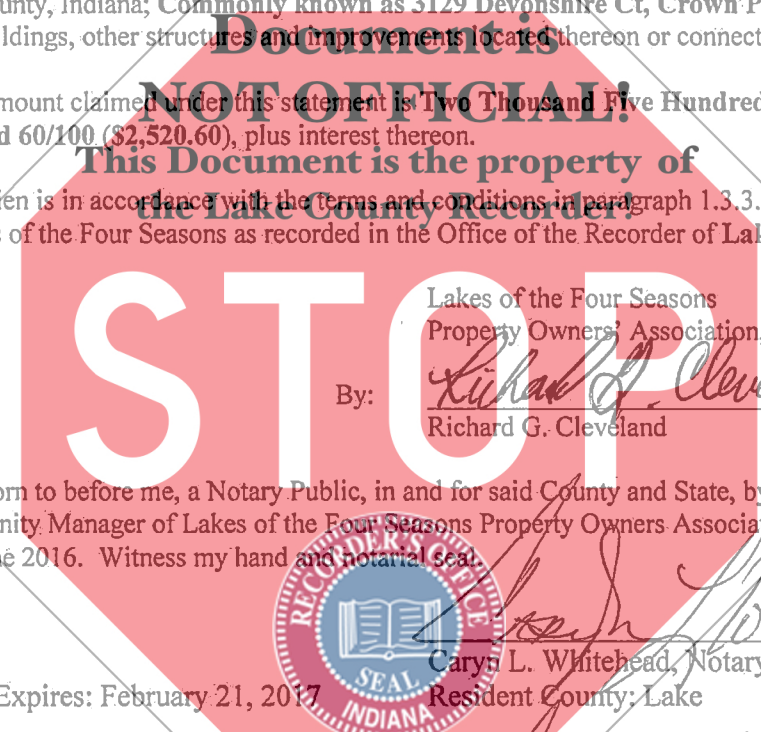 unty, Indiana; Commonly known as 3129 Devonshire Ct, Crown P
ldings, other structures and improvements located thereon or connect
Document is
NOT OFFICIAL!
mount claimed under this statement is Two Thousand Five Hundred
d 60/100 ($2,520.60), plus interest thereon.
This Document is the property of
the Lake County Recorder!
en is in accordance with the terms and conditions in paragraph 1.3.3.
of the Four Seasons as recorded in the Office of the Recorder of Lak
STOP
Lakes of the Four Seasons
Property Owners' Association,
By: Richard G. Cleve
Richard G. Cleveland
orn to before me, a Notary Public, in and for said County and State, by
nity Manager of Lakes of the Four Seasons Property Owners Associa
e 2016. Witness my hand and notarial seal.
RECORDER'S OFFICE
SEAL
INDIANA
Caryn L. Whitehead, Notary
Expires: February 21, 2017 Resident County: Lake